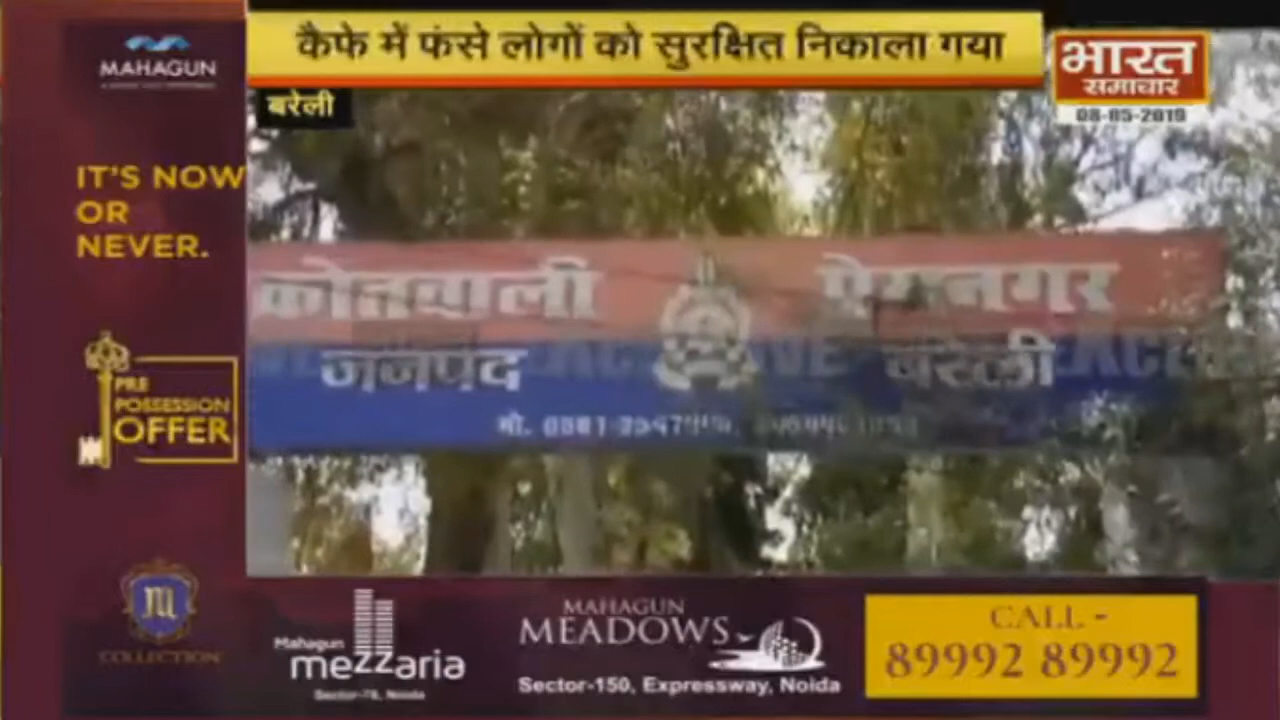 कैफे में फंसे लोगों को सुरक्षित निकाला गया
भारत
समाचार
08-05-2019
बरेली
MAHAGUN
IT'S NOW
OR
NEVER.
PRE
POSSESSION
OFFER
कोतवाली
जनपद बरेली
EXCLUSIVE
M
COLLECTION
Mahagun
mezzaria
Sector-78, Noida
MAHAGUN
MEADOWS
Sector-150, Expressway, Noida
CALL -
89992 89992